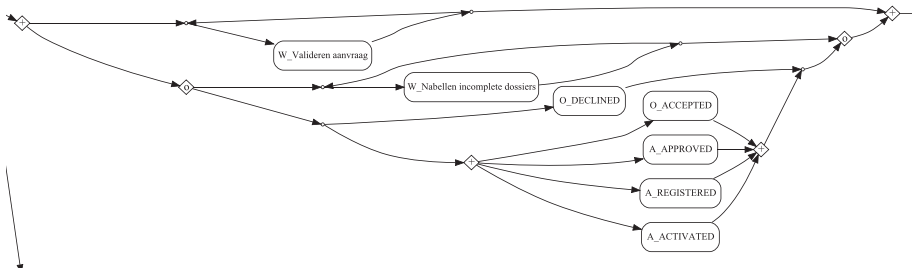 +
+
W_Valideren aanvraag
o
o
W_Nabellen incomplete dossiers
O_DECLINED
O_ACCEPTED
+
A_APPROVED
+
A_REGISTERED
A_ACTIVATED